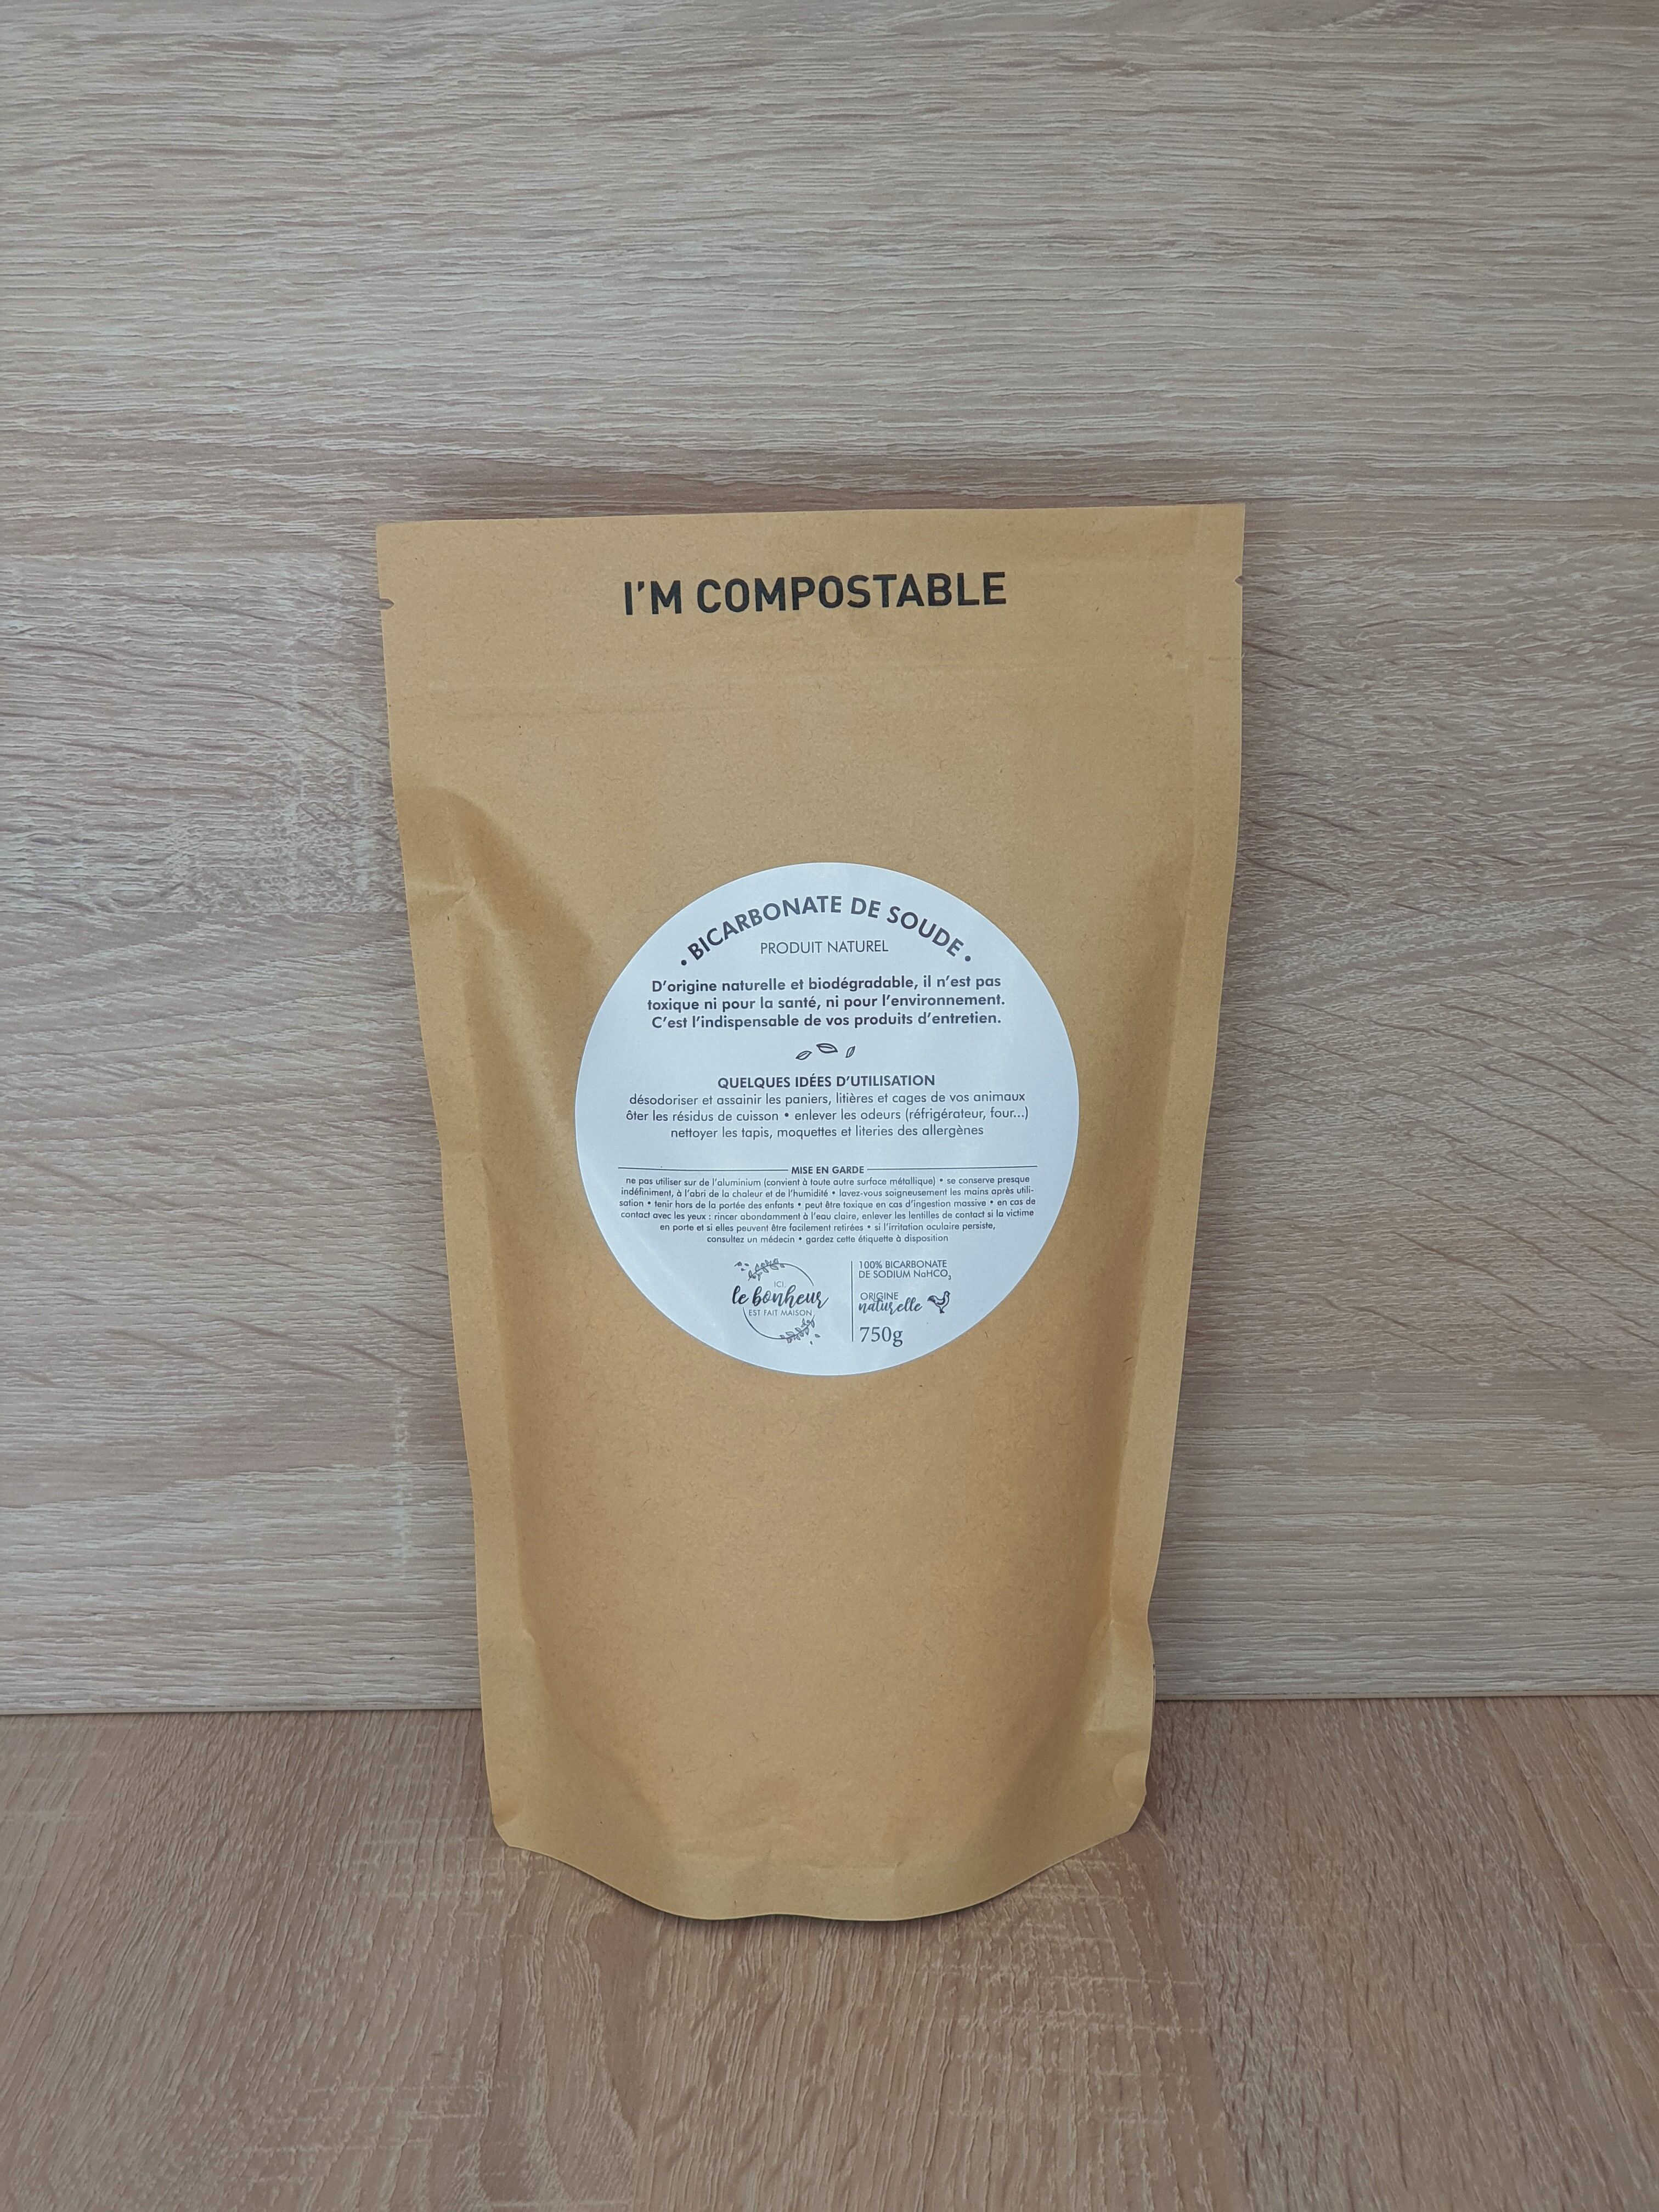 I'M COMPOSTABLE
• BICARBONATE DE SOUDE •
PRODUIT NATUREL
D'origine naturelle et biodégradable, il n'est pas
toxique ni pour la santé, ni pour l'environnement.
C'est l'indispensable de vos produits d'entretien.
QUELQUES IDÉES D'UTILISATION
désodoriser et assainir les paniers, litières et cages de vos animaux
ôter les résidus de cuisson • enlever les odeurs (réfrigérateur, four...)
nettoyer les tapis, moquettes et literies des allergènes
MISE EN GARDE
ne pas utiliser sur de l'aluminium (convient à toute autre surface métallique) • se conserve presque
indéfiniment, à l'abri de la chaleur et de l'humidité • lavez-vous soigneusement les mains après utili-
sation • tenir hors de la portée des enfants • peut être toxique en cas d'ingestion massive • en cas de
contact avec les yeux : rincer abondamment à l'eau claire, enlever les lentilles de contact si la victime
en porte et si elles peuvent être facilement retirées • si l'irritation oculaire persiste,
consultez un médecin • gardez cette étiquette à disposition
ICI
le bonheur
EST FAIT MAISON
100% BICARBONATE
DE SODIUM NaHCO₃
ORIGINE
naturelle
750g